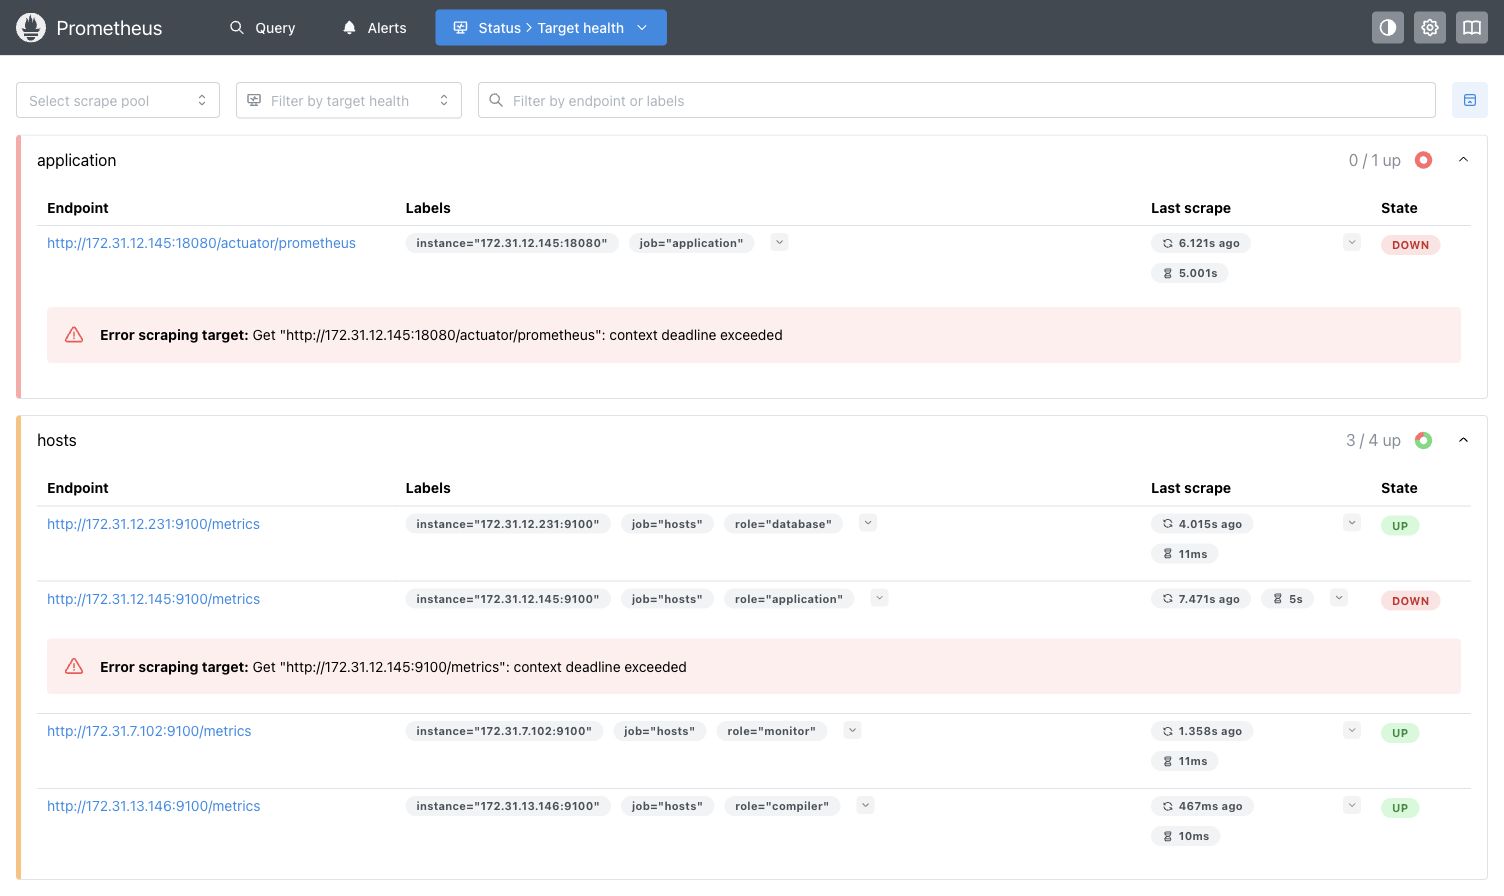 Prometheus Query Alerts Status > Target health
Select scrape pool Filter by target health Filter by endpoint or labels
application 0 / 1 up
Endpoint Labels Last scrape State
http://172.31.12.145:18080/actuator/prometheus instance="172.31.12.145:18080" job="application" 6.121s ago DOWN
5.001s
Error scraping target: Get "http://172.31.12.145:18080/actuator/prometheus": context deadline exceeded
hosts 3 / 4 up
Endpoint Labels Last scrape State
http://172.31.12.231:9100/metrics instance="172.31.12.231:9100" job="hosts" role="database" 4.015s ago UP
11ms
http://172.31.12.145:9100/metrics instance="172.31.12.145:9100" job="hosts" role="application" 7.471s ago 5s DOWN
Error scraping target: Get "http://172.31.12.145:9100/metrics": context deadline exceeded
http://172.31.7.102:9100/metrics instance="172.31.7.102:9100" job="hosts" role="monitor" 1.358s ago UP
11ms
http://172.31.13.146:9100/metrics instance="172.31.13.146:9100" job="hosts" role="compiler" 467ms ago UP
10ms